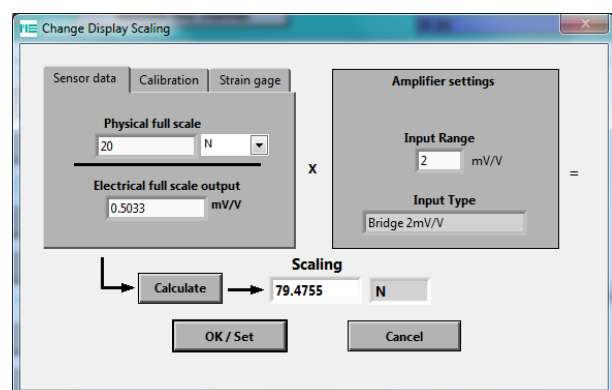 ME Change Display Scaling
Sensor data Calibration Strain gage
Physical full scale
20 N
Electrical full scale output
0.5033 mV/V
x
Amplifier settings
Input Range
2 mV/V
Input Type
Bridge 2mV/V
=
Scaling
Calculate 79.4755 N
OK / Set Cancel